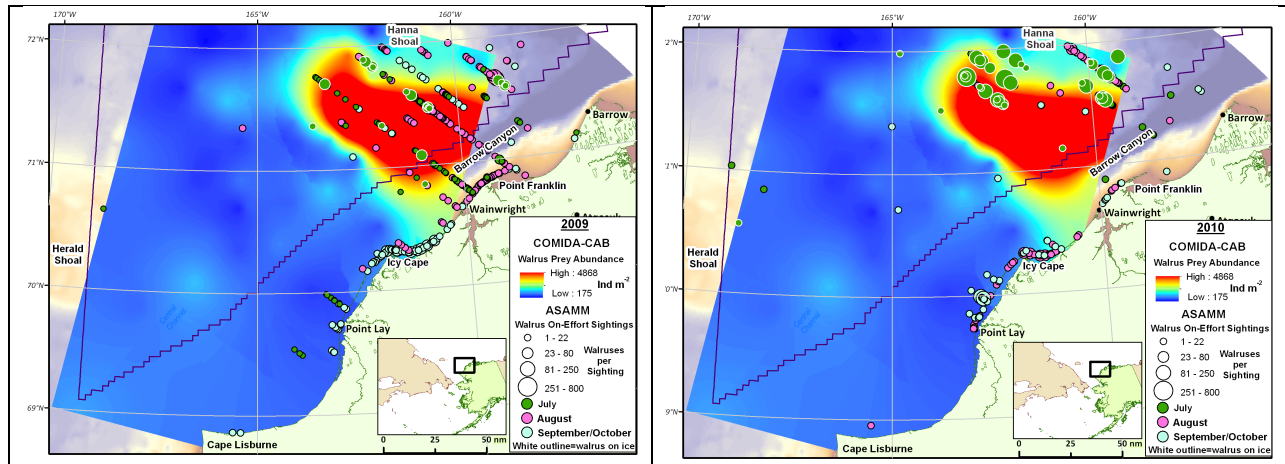 170°W
165°W
160°W
72°N
Hanna
Shoal
Barrow
71°N
Barrow Canyon
Point Franklin
Wainwright
2009
COMIDA-CAB
Walrus Prey Abundance
High : 4868
Ind m⁻²
Low : 175
Herald
Shoal
Icy Cape
70°N
ASAMM
Walrus On-Effort Sightings
1 - 22
23 - 80
81 - 250
251 - 800
Walruses
per
Sighting
Point Lay
July
August
September/October
White outline=walrus on ice
69°N
0 25 50 nm
Cape Lisburne
170°W
165°W
160°W
2°N
Hanna
Shoal
Barrow
1°N
Barrow Canyon
Point Franklin
Wainwright
2010
COMIDA-CAB
Walrus Prey Abundance
High : 4868
Ind m⁻²
Low : 175
Herald
Shoal
Icy Cape
0°N
ASAMM
Walrus On-Effort Sightings
1 - 22
23 - 80
81 - 250
251 - 800
Walruses
per
Sighting
Point Lay
July
August
September/October
White outline=walrus on ice
9°N
0 25 50 nm
Cape Lisburne